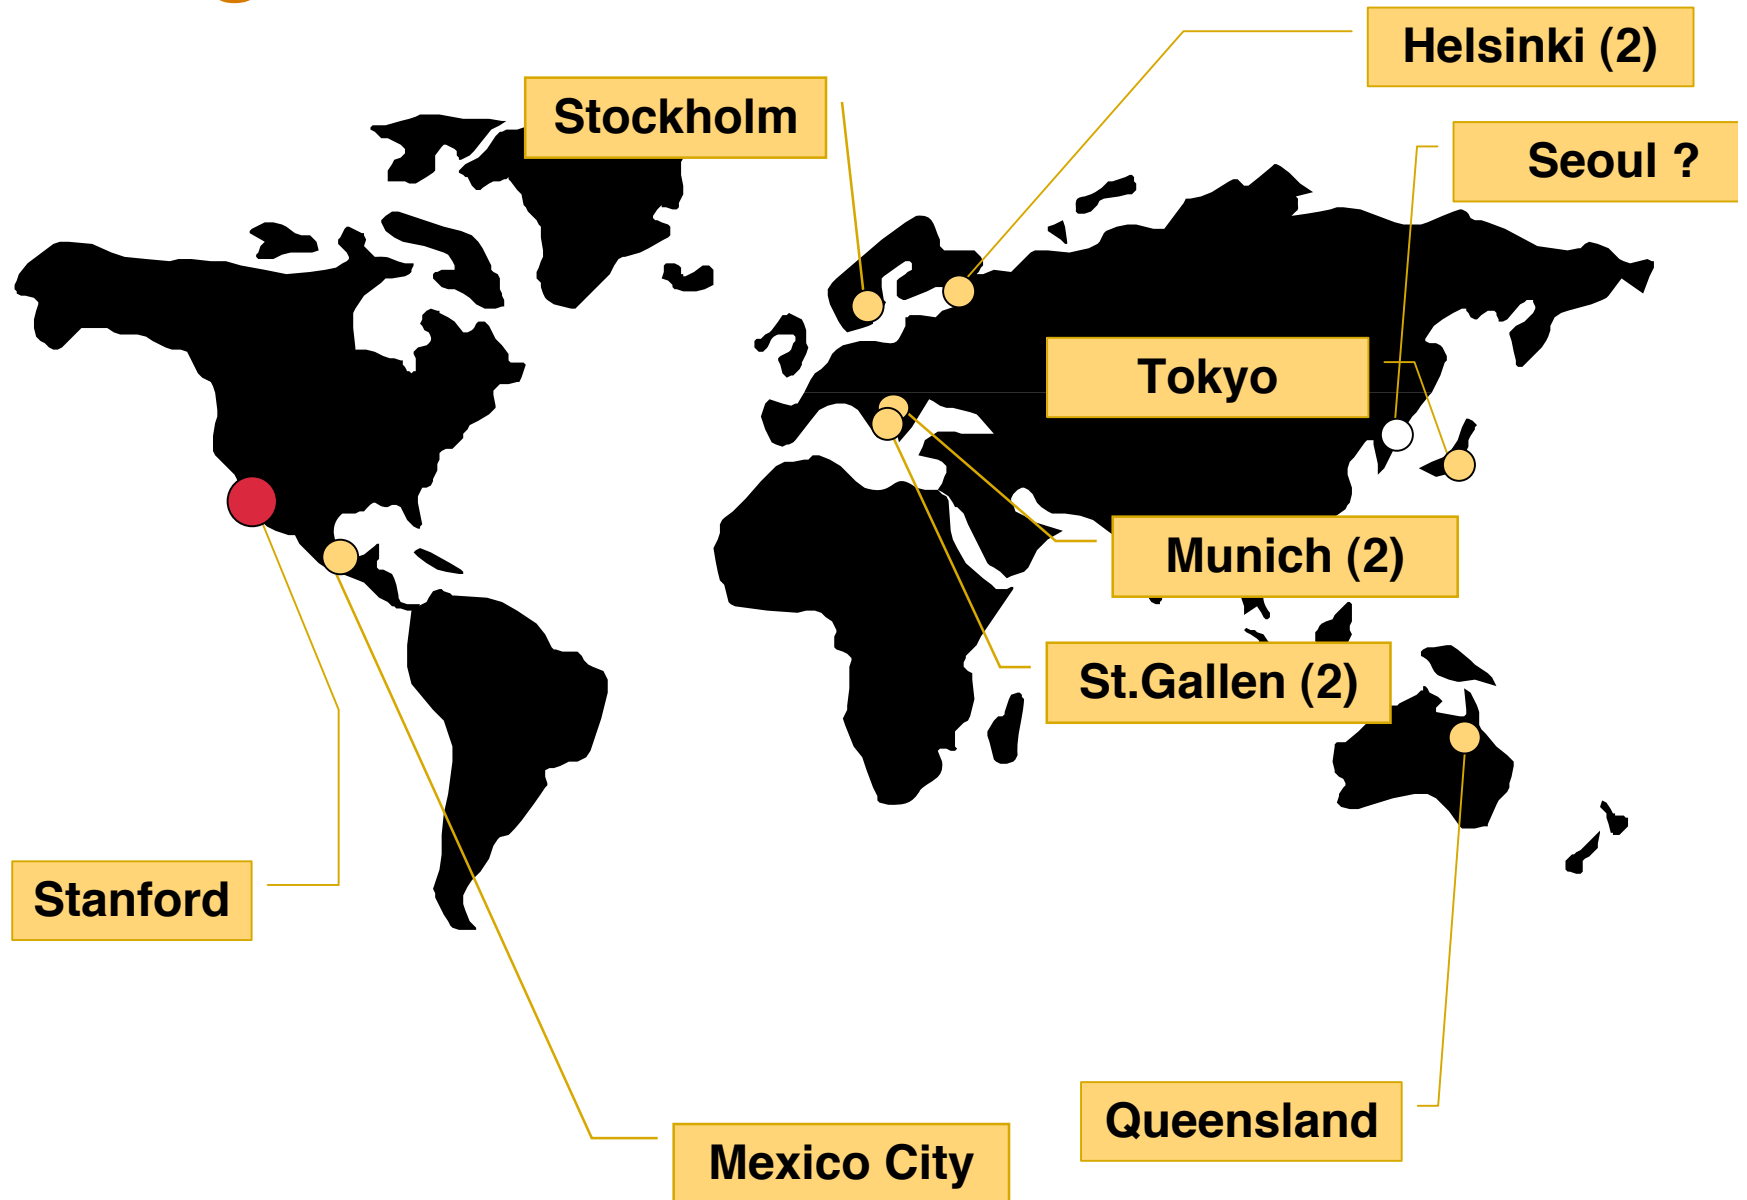 Helsinki (2)
Stockholm
Seoul ?
Tokyo
Munich (2)
St.Gallen (2)
Stanford
Queensland
Mexico City